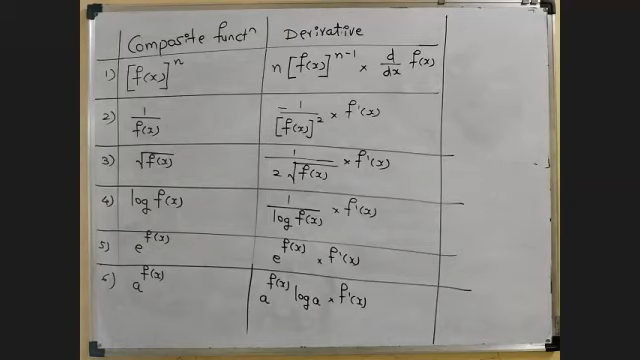 Composite functn Derivative
1) [f(x)]^n n[f(x)]^{n-1} × d/dx f(x)
2) 1/f(x) -1/[f(x)]^2 × f'(x)
3) √f(x) 1/2√f(x) × f'(x)
4) log f(x) 1/log f(x) × f'(x)
5) e^{f(x)} e^{f(x)} × f'(x)
6) a^{f(x)} a^{f(x)} log a × f'(x)